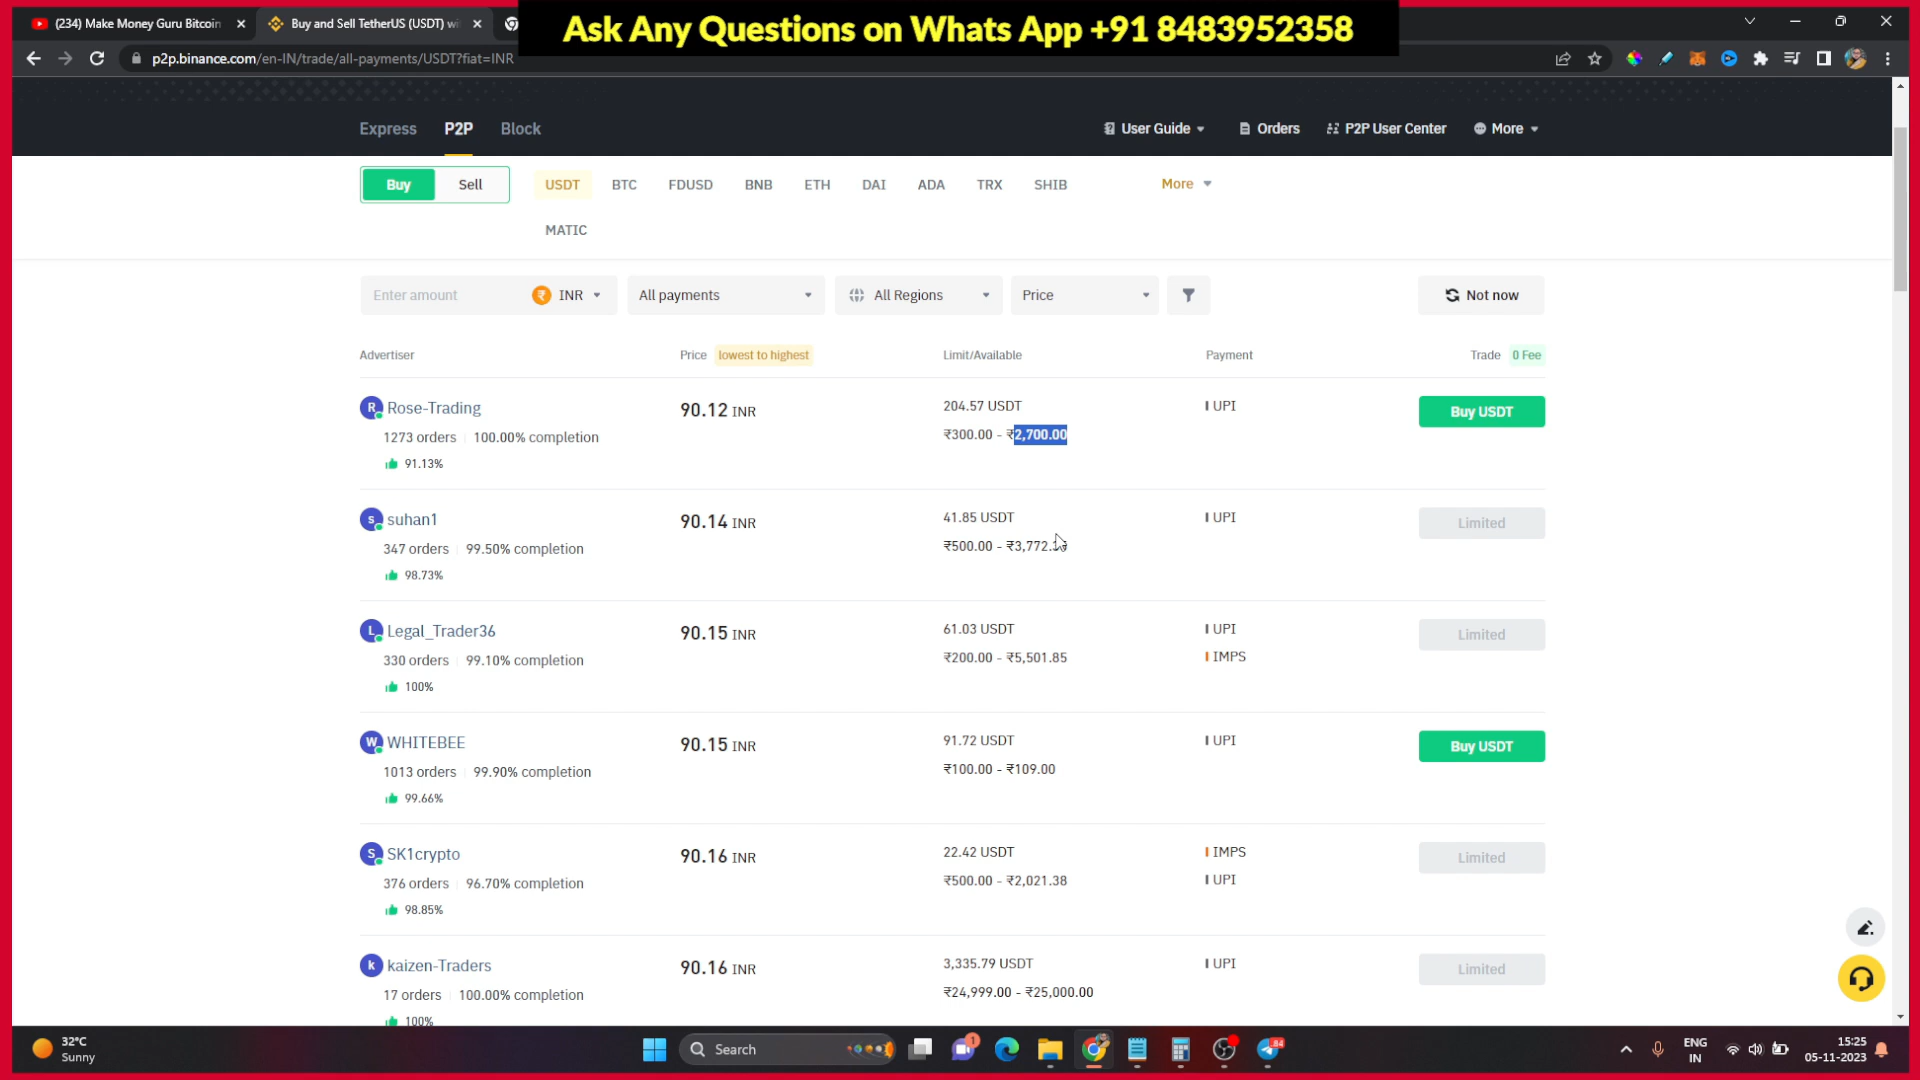 (234) Make Money Guru Bitcoin
Buy and Sell TetherUS (USDT) wi
Ask Any Questions on Whats App +91 8483952358
p2p.binance.com/en-IN/trade/all-payments/USDT?fiat=INR
Express P2P Block
User Guide Orders P2P User Center More
Buy Sell USDT BTC FDUSD BNB ETH DAI ADA TRX SHIB More
MATIC
Enter amount ₹ INR All payments All Regions Price Not now
Advertiser Price lowest to highest Limit/Available Payment Trade 0 Fee
R Rose-Trading 90.12 INR 204.57 USDT UPI Buy USDT
1273 orders 100.00% completion ₹300.00 - ₹2,700.00
91.13%
s suhan1 90.14 INR 41.85 USDT UPI Limited
347 orders 99.50% completion ₹500.00 - ₹3,772.
98.73%
L Legal_Trader36 90.15 INR 61.03 USDT UPI Limited
330 orders 99.10% completion ₹200.00 - ₹5,501.85 IMPS
100%
W WHITEBEE 90.15 INR 91.72 USDT UPI Buy USDT
1013 orders 99.90% completion ₹100.00 - ₹109.00
99.66%
S SK1crypto 90.16 INR 22.42 USDT IMPS Limited
376 orders 96.70% completion ₹500.00 - ₹2,021.38 UPI
98.85%
k kaizen-Traders 90.16 INR 3,335.79 USDT UPI Limited
17 orders 100.00% completion ₹24,999.00 - ₹25,000.00
100%
32°C
Sunny
Search
1
84
ENG
IN
15:25
05-11-2023